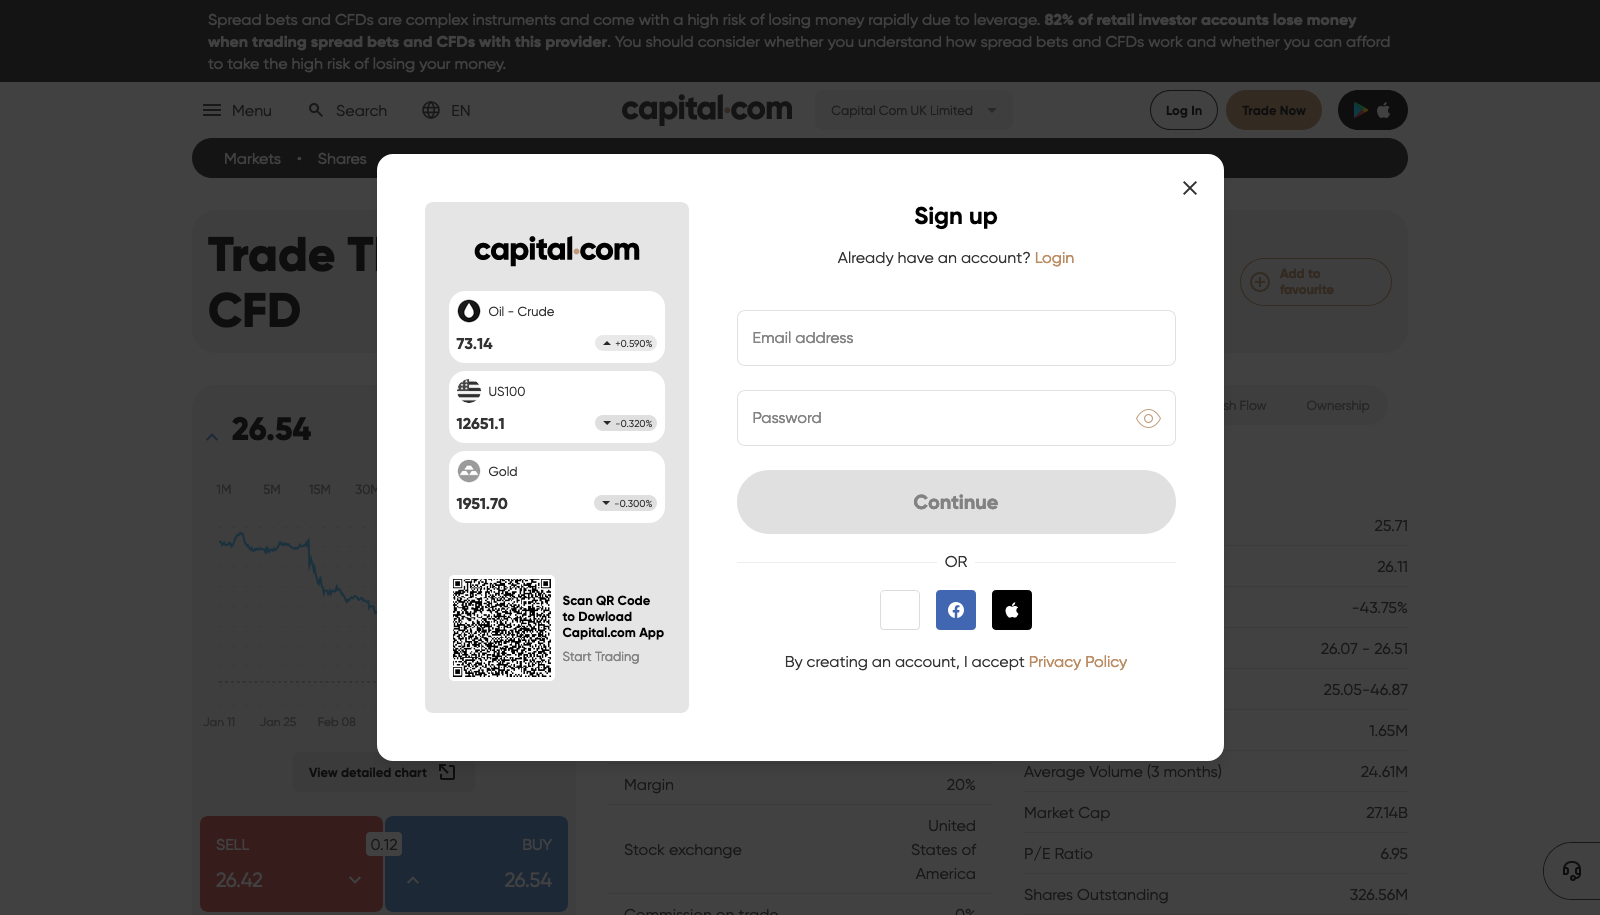 Spread bets and CFDs are complex instruments and come with a high risk of losing money rapidly due to leverage. 82% of retail investor accounts lose money
when trading spread bets and CFDs with this provider. You should consider whether you understand how spread bets and CFDs work and whether you can afford
to take the high risk of losing your money.
Menu
Search
EN
capital.com
Capital Com UK Limited
Log In
Trade Now
Markets • Shares
Trade
CFD
Add to
favourite
26.54
1M 5M 15M
Jan 11 Jan 25 Feb 08
View detailed chart
SELL
26.42
0.12
BUY
26.54
capital.com
Oil - Crude
73.14
+0.590%
US100
12651.1
-0.320%
Gold
1951.70
-0.300%
Scan QR Code
to Dowload
Capital.com App
Start Trading
Sign up
Already have an account? Login
Email address
Password
Continue
OR
By creating an account, I accept Privacy Policy
Flow
Ownership
25.71
26.11
-43.75%
26.07 - 26.51
25.05-46.87
1.65M
Margin
20%
Stock exchange
United
States of
America
Commission on trade
0%
Average Volume (3 months)
24.61M
Market Cap
27.14B
P/E Ratio
6.95
Shares Outstanding
326.56M